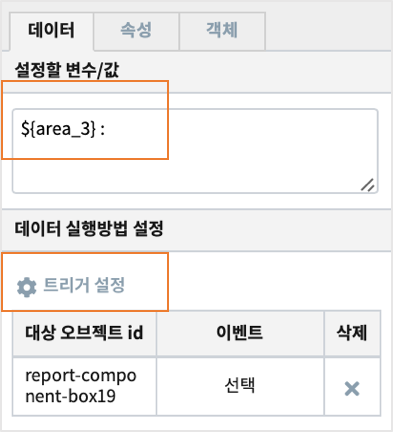 데이터 속성 객체
설정할 변수/값
${area_3} :
데이터 실행방법 설정
트리거 설정
대상 오브젝트 id 이벤트 삭제
report-compo
nent-box19 선택